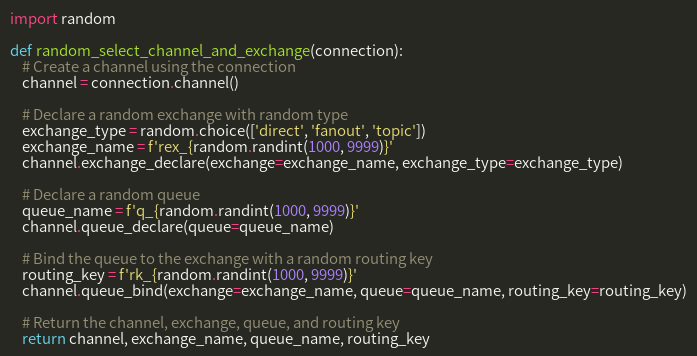 import random

def random_select_channel_and_exchange(connection):
    # Create a channel using the connection
    channel = connection.channel()

    # Declare a random exchange with random type
    exchange_type = random.choice(['direct', 'fanout', 'topic'])
    exchange_name = f'rex_{random.randint(1000, 9999)}'
    channel.exchange_declare(exchange=exchange_name, exchange_type=exchange_type)

    # Declare a random queue
    queue_name = f'q_{random.randint(1000, 9999)}'
    channel.queue_declare(queue=queue_name)

    # Bind the queue to the exchange with a random routing key
    routing_key = f'rk_{random.randint(1000, 9999)}'
    channel.queue_bind(exchange=exchange_name, queue=queue_name, routing_key=routing_key)

    # Return the channel, exchange, queue, and routing key
    return channel, exchange_name, queue_name, routing_key